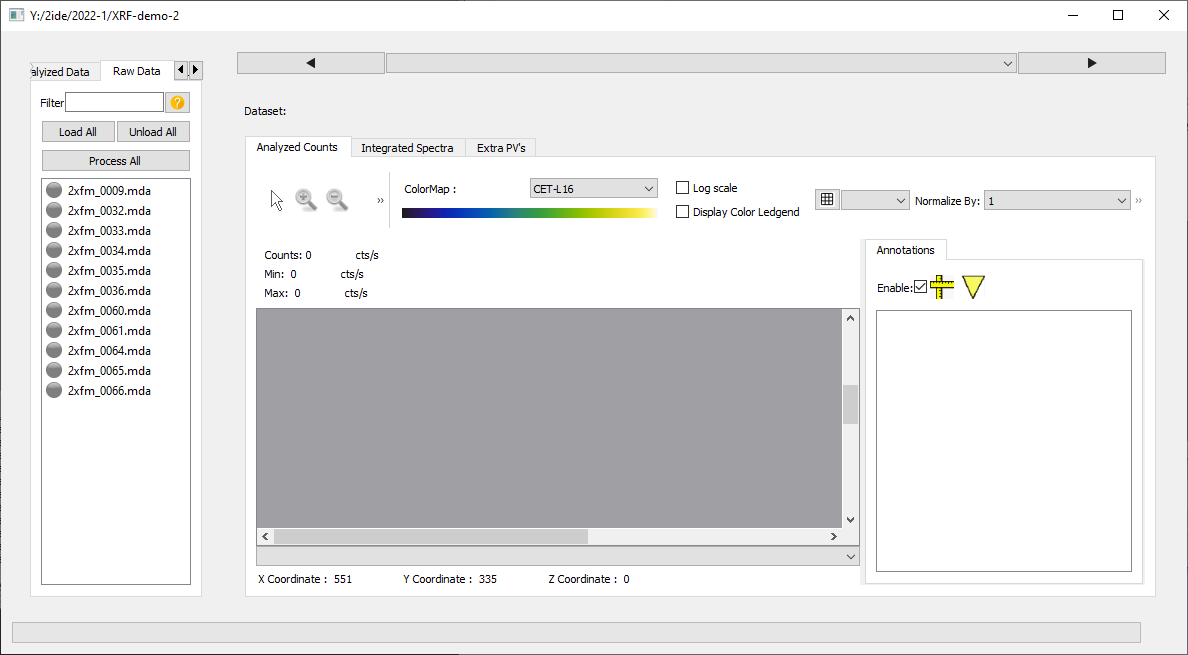 Y:/2ide/2022-1/XRF-demo-2
alyized Data
Raw Data
Filter
?
Load All
Unload All
Process All
2xfm_0009.mda
2xfm_0032.mda
2xfm_0033.mda
2xfm_0034.mda
2xfm_0035.mda
2xfm_0036.mda
2xfm_0060.mda
2xfm_0061.mda
2xfm_0064.mda
2xfm_0065.mda
2xfm_0066.mda
Dataset:
Analyzed Counts
Integrated Spectra
Extra PV's
»
ColorMap :
CET-L16
Log scale
Display Color Ledgend
Normalize By:
1
»
Counts: 0 cts/s
Min: 0 cts/s
Max: 0 cts/s
X Coordinate : 551
Y Coordinate : 335
Z Coordinate : 0
Annotations
Enable: